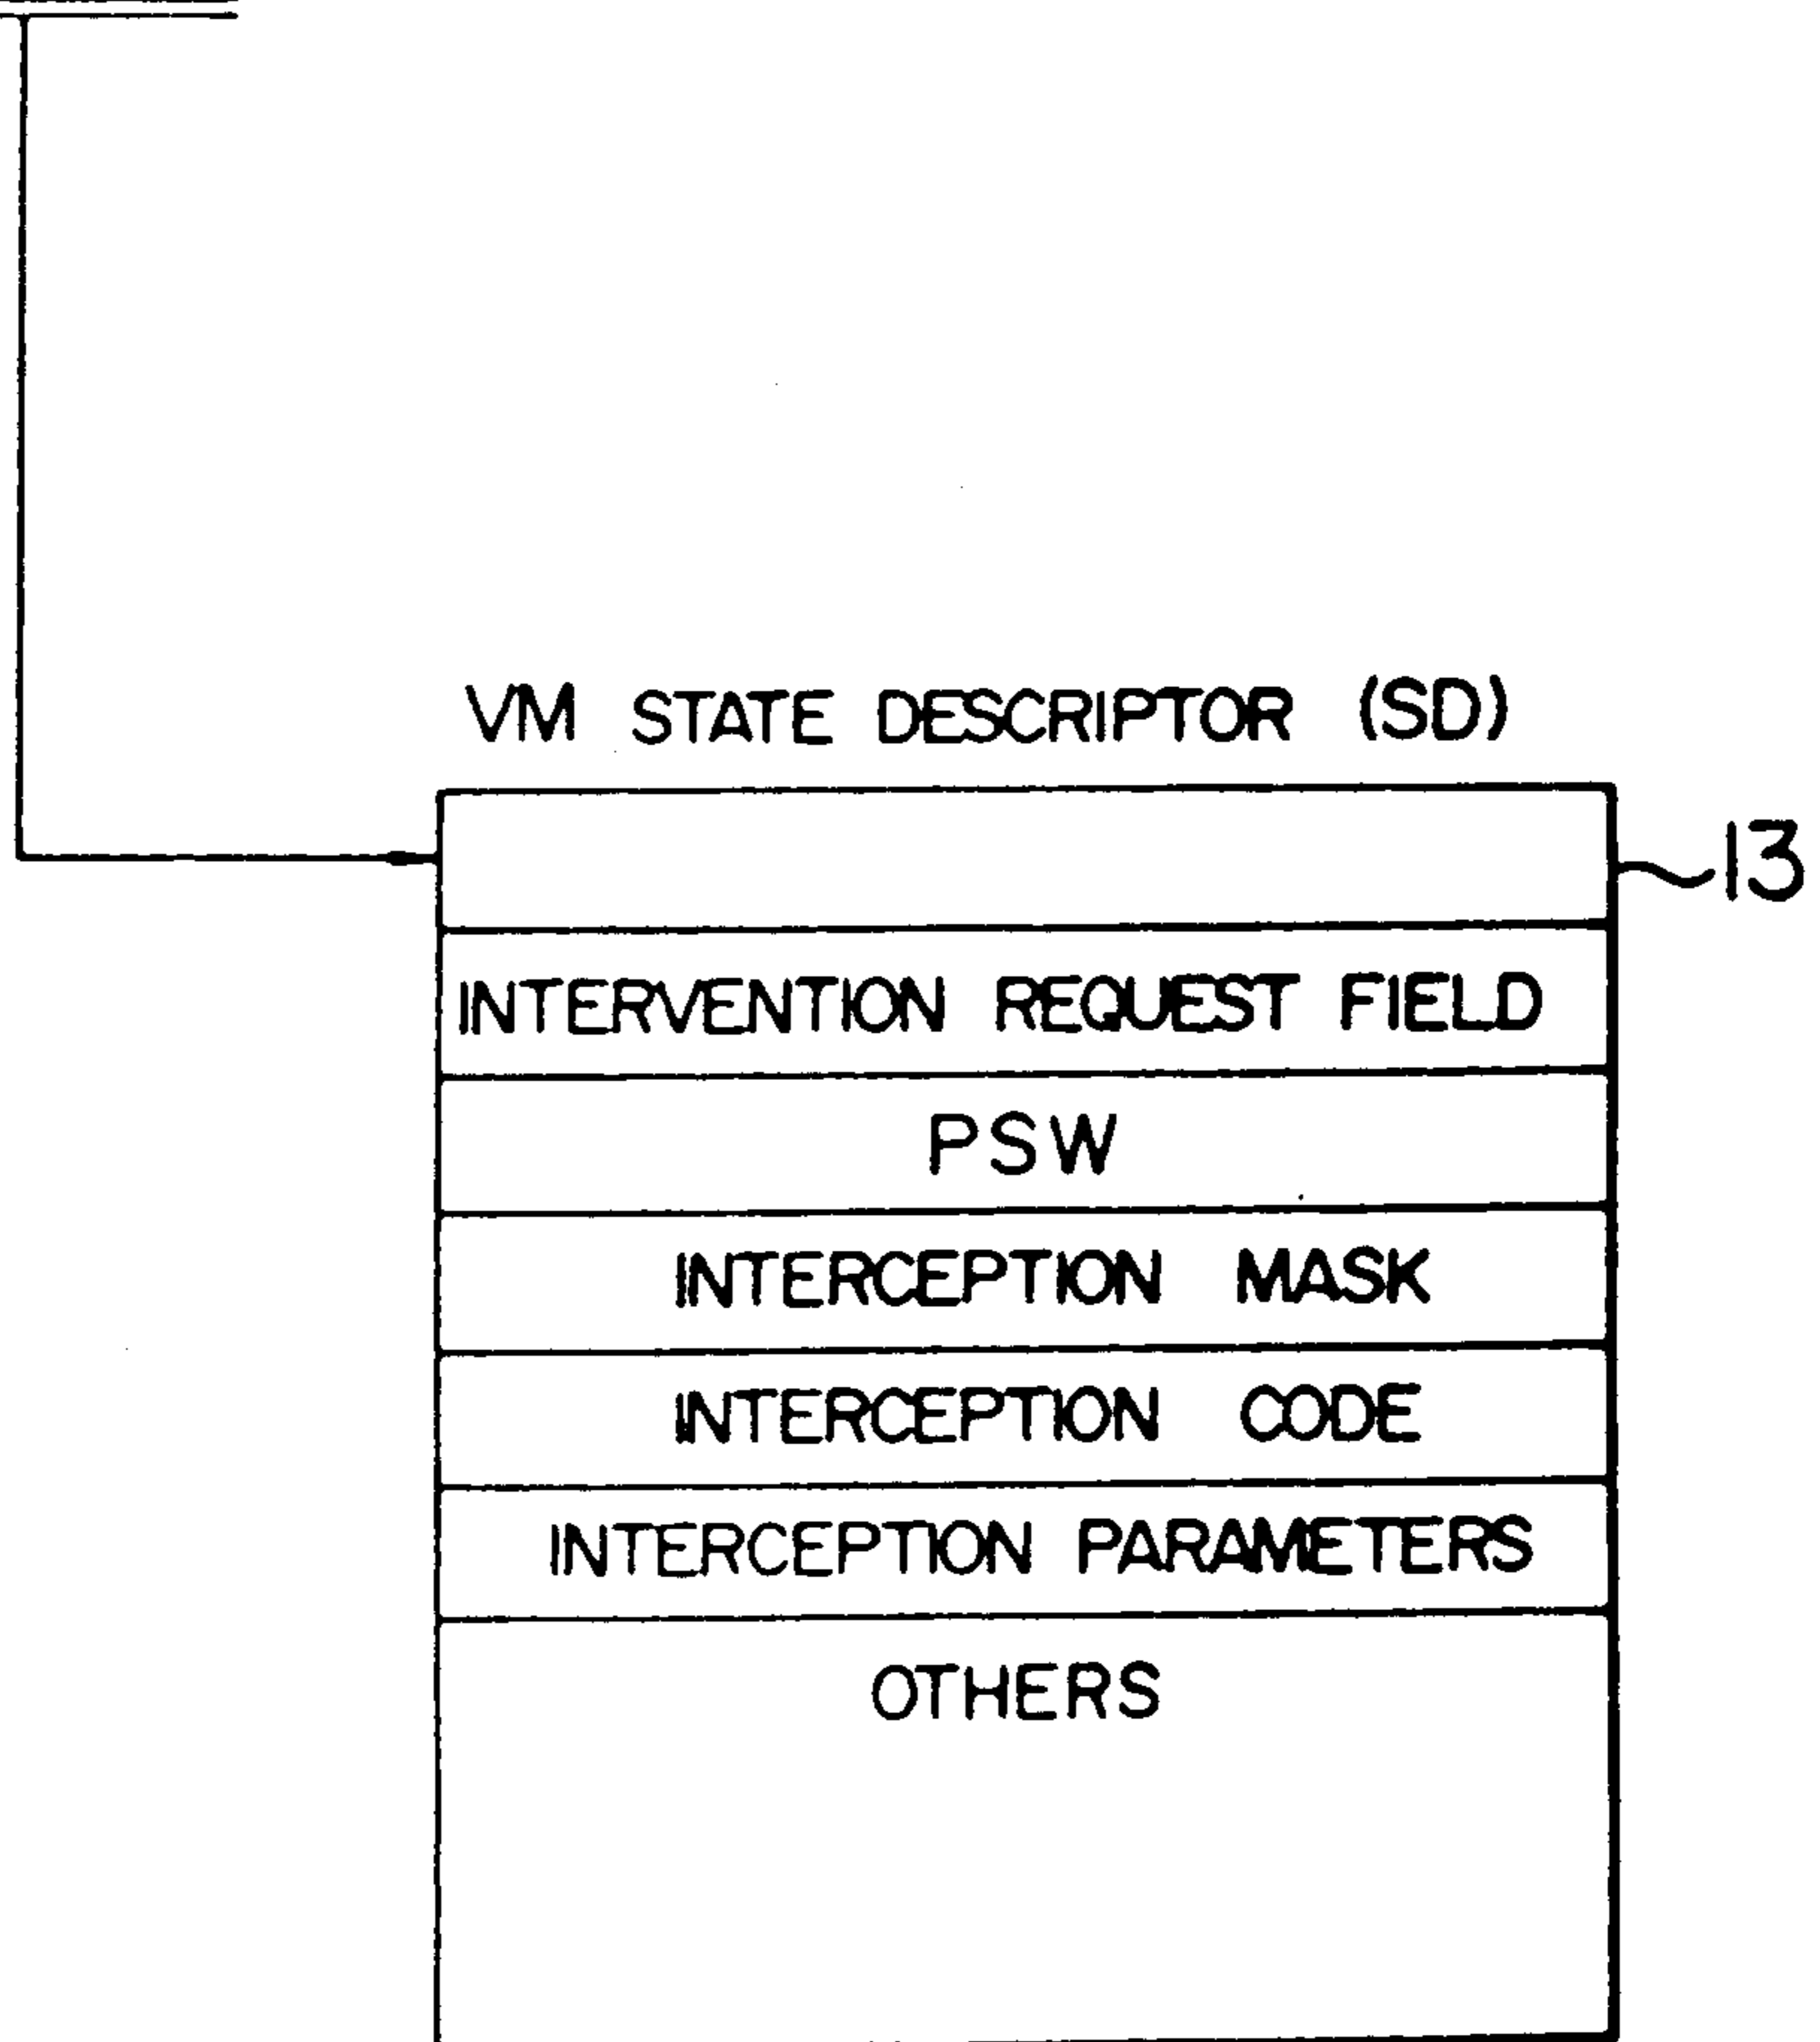 VM STATE DESCRIPTOR (SD)
13
INTERVENTION REQUEST FIELD
PSW
INTERCEPTION MASK
INTERCEPTION CODE
INTERCEPTION PARAMETERS
OTHERS